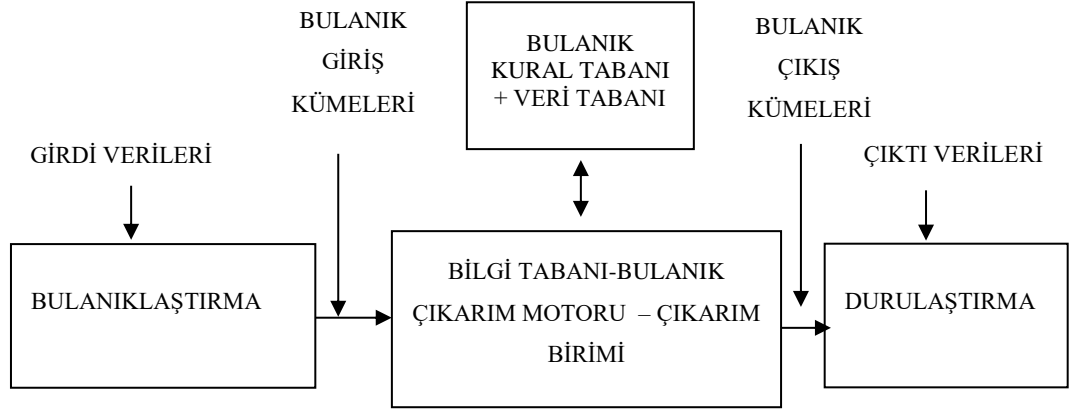 BULANIK
GİRİŞ
KÜMELERİ
BULANIK
KURAL TABANI
+ VERİ TABANI
BULANIK
ÇIKIŞ
KÜMELERİ
GİRDİ VERİLERİ
ÇIKTI VERİLERİ
BULANIKLAŞTIRMA
BİLGİ TABANI-BULANIK
ÇIKARIM MOTORU – ÇIKARIM
BİRİMİ
DURULAŞTIRMA